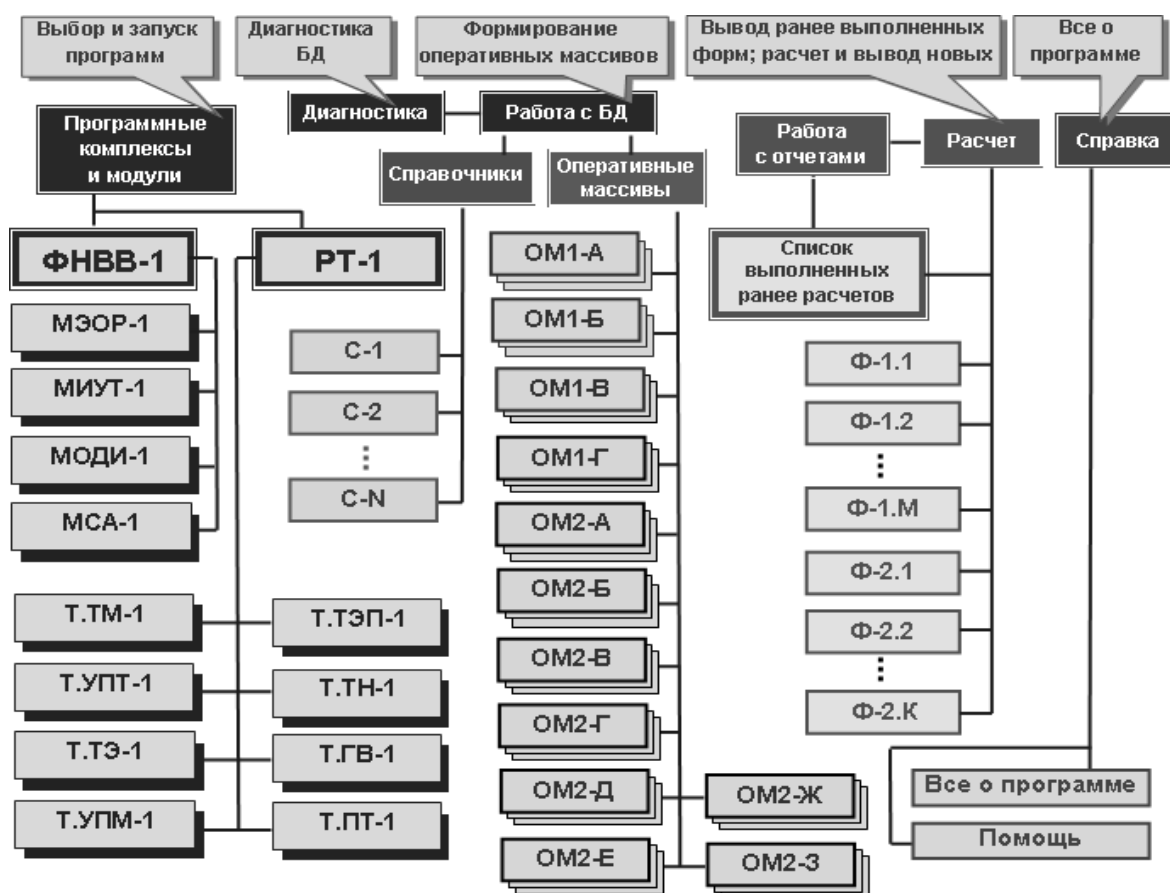 Выбор и запуск
программ
Диагностика
БД
Формирование
оперативных массивов
Вывод ранее выполненных
форм; расчет и вывод новых
Все о
программе
Программные
комплексы
и модули
Диагностика
Работа с БД
Справочники
Оперативные
массивы
Работа
с отчетами
Расчет
Справка
ФНВВ-1
РТ-1
МЭОР-1
МИУТ-1
МОДИ-1
МСА-1
Т.ТМ-1
Т.УПТ-1
Т.ТЭ-1
Т.УПМ-1
Т.ТЭП-1
Т.ТН-1
Т.ГВ-1
Т.ПТ-1
С-1
С-2
С-N
ОМ1-А
ОМ1-Б
ОМ1-В
ОМ1-Г
ОМ2-А
ОМ2-Б
ОМ2-В
ОМ2-Г
ОМ2-Д
ОМ2-Е
ОМ2-Ж
ОМ2-З
Список
выполненных
ранее расчетов
Ф-1.1
Ф-1.2
Ф-1.М
Ф-2.1
Ф-2.2
Ф-2.К
Все о программе
Помощь